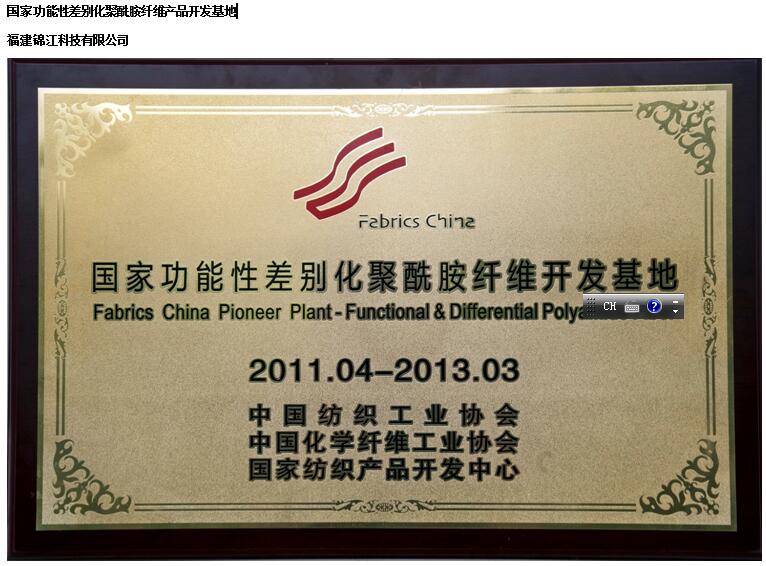 国家功能性差别化聚酰胺纤维产品开发基地
福建锦江科技有限公司
Fabrics China
国家功能性差别化聚酰胺纤维开发基地
Fabrics China Pioneer Plant - Functional & Differential
CH
?
2011.04-2013.03
中国纺织工业协会
中国化学纤维工业协会
国家纺织产品开发中心